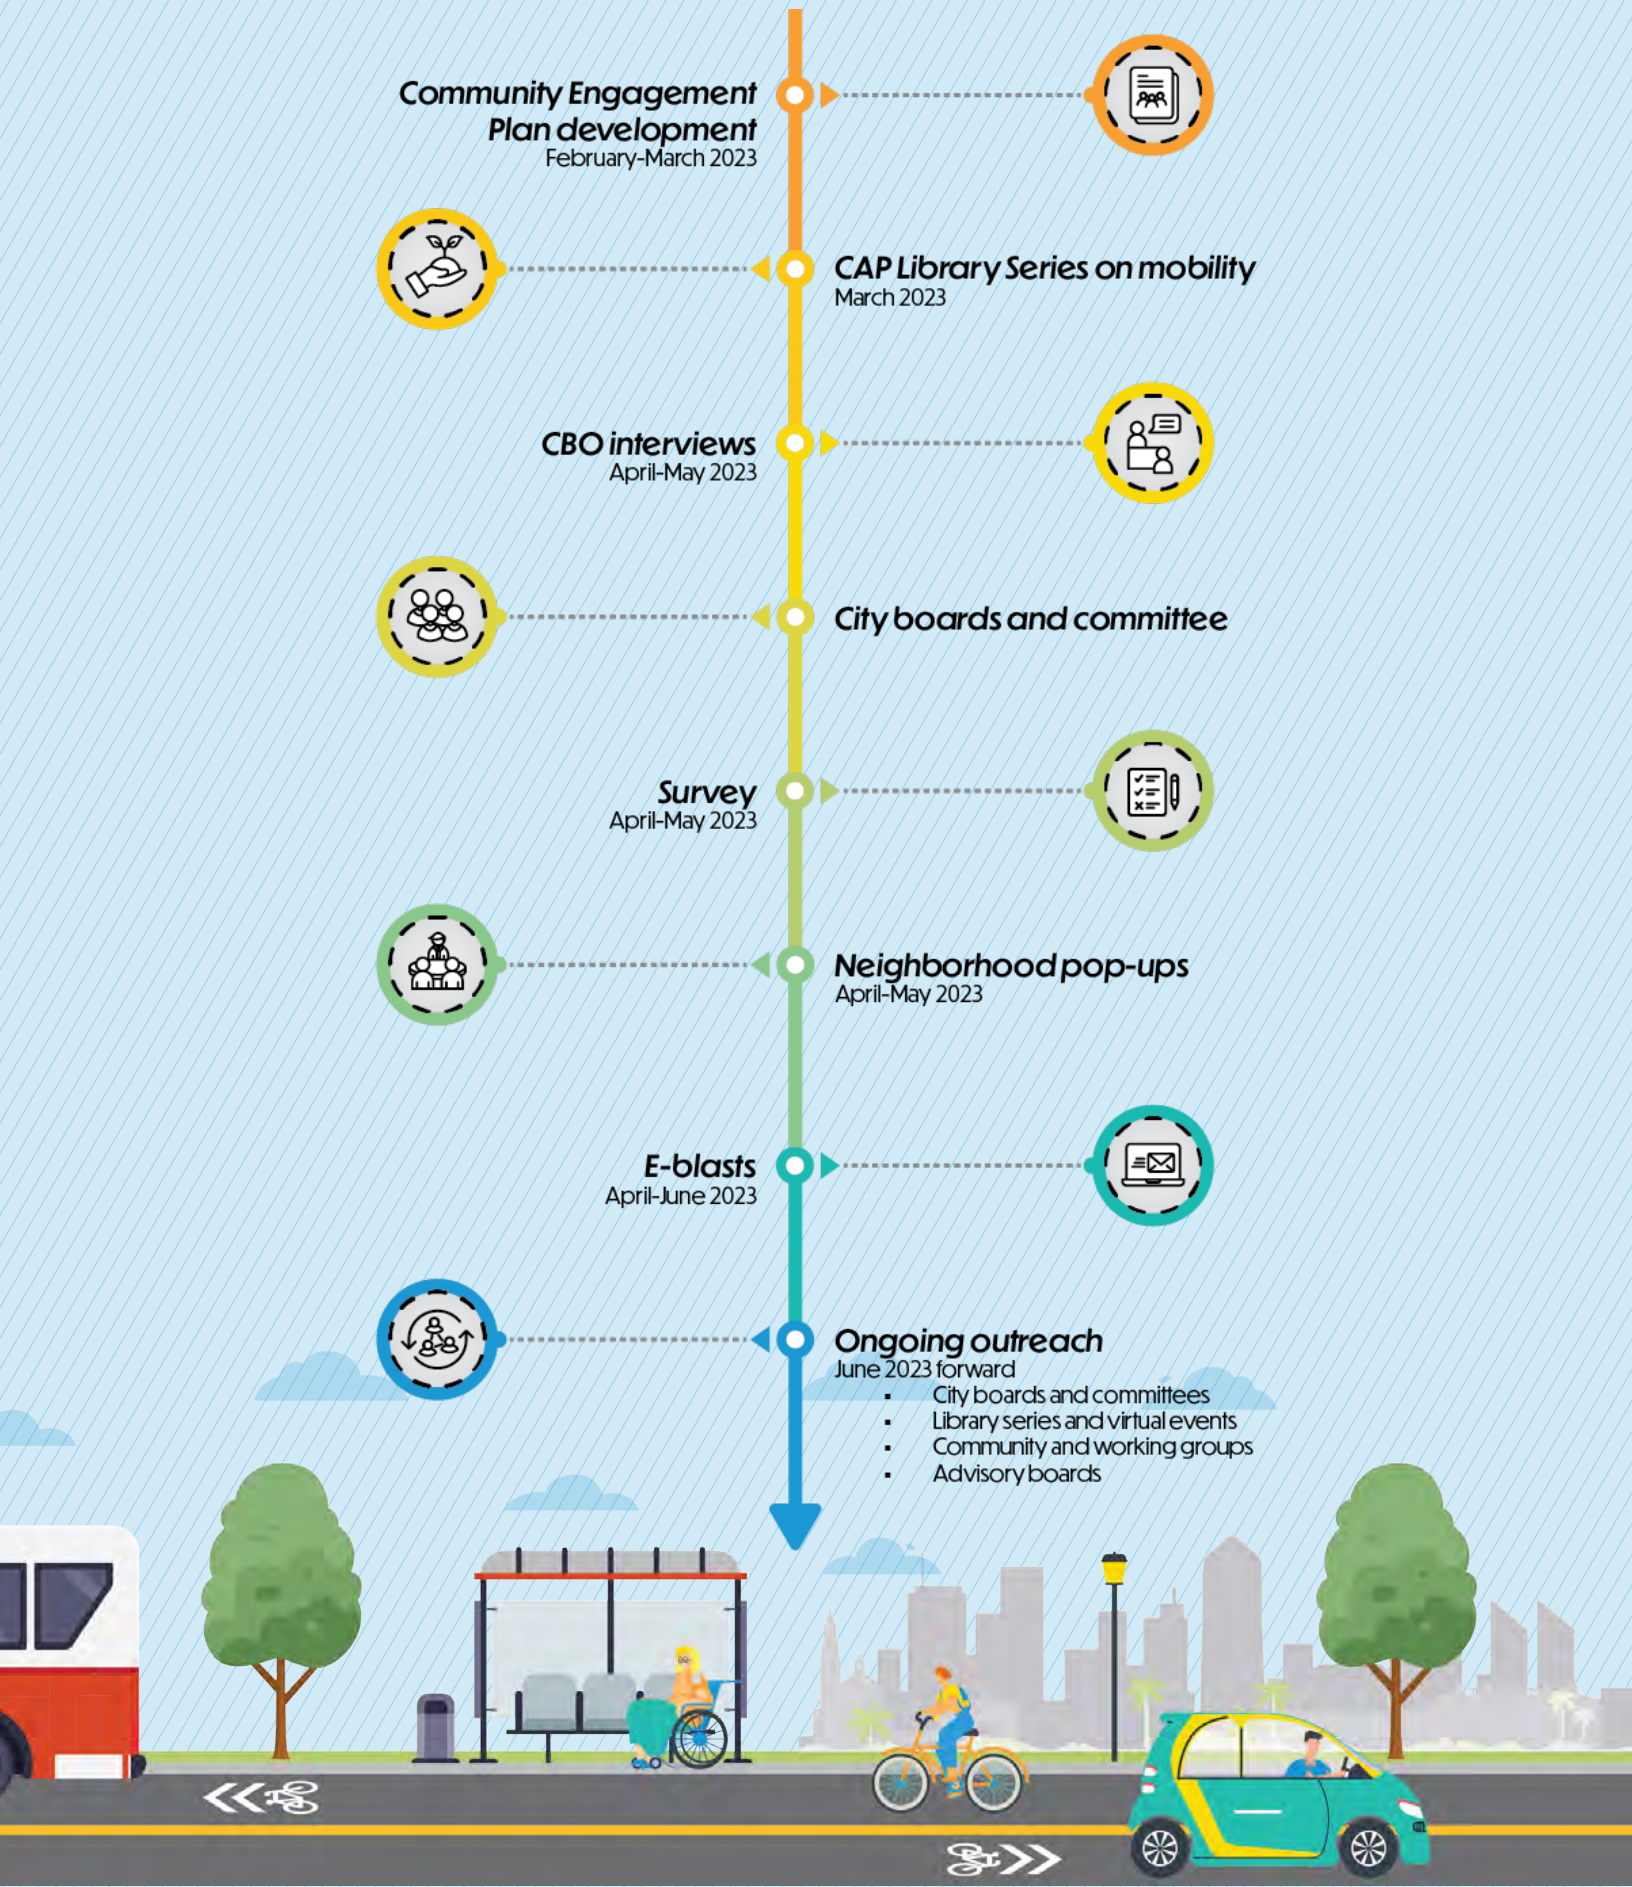 Community Engagement
Plan development
February-March 2023
CAP Library Series on mobility
March 2023
CBO interviews
April-May 2023
City boards and committee
Survey
April-May 2023
Neighborhood pop-ups
April-May 2023
E-blasts
April-June 2023
Ongoing outreach
June 2023 forward
▪ City boards and committees
▪ Library series and virtual events
▪ Community and working groups
▪ Advisory boards